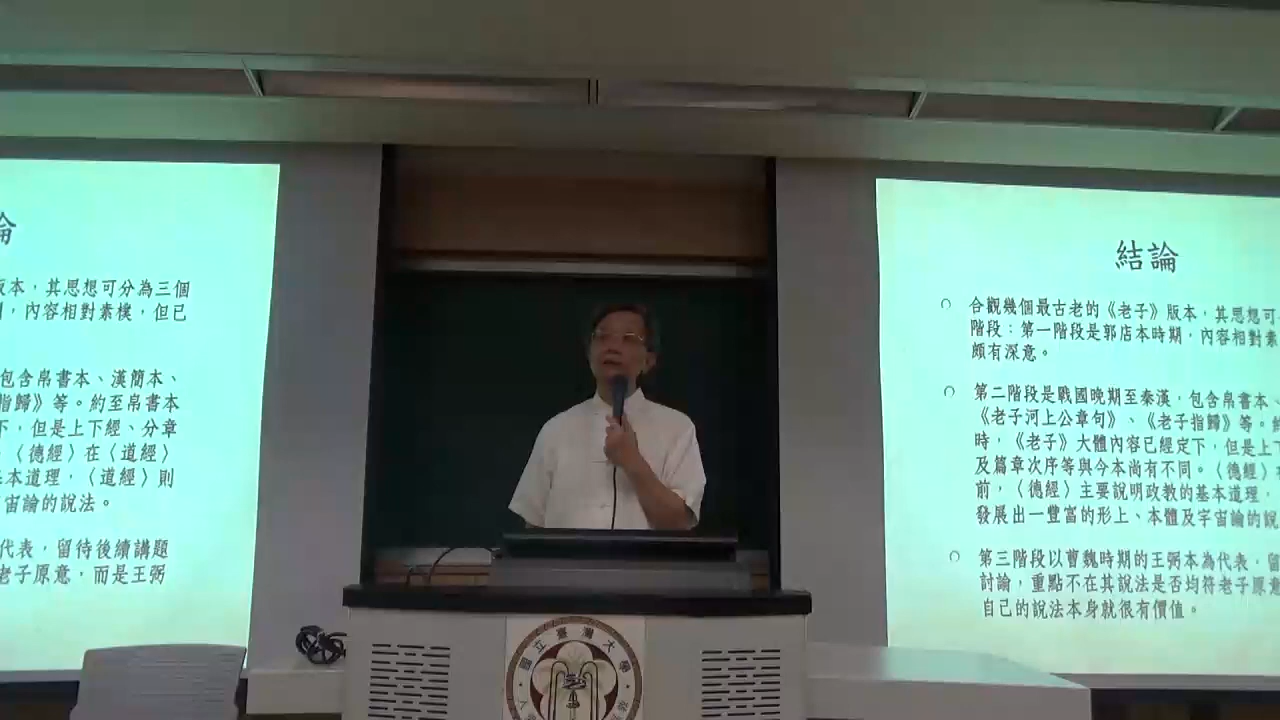 論
版本，其思想可分為三個
，內容相對素樸，但已
包含帛書本、漢簡本、
指歸》等。約至帛書本
下，但是上下經、分章
。〈德經〉在〈道經〉
基本道理，〈道經〉則
宇宙論的說法。
代表，留待後續講題
老子原意，而是王弼
結論
合觀幾個最古老的《老子》版本，其思想可
階段：第一階段是郭店本時期，內容相對素
頗有深意。
第二階段是戰國晚期至秦漢，包含帛書本、
《老子河上公章句》、《老子指歸》等。
時，《老子》大體內容已經定下，但是上下
及篇章次序等與今本尚有不同。〈德經〉
前，〈德經〉主要說明政教的基本道理，
發展出一豐富的形上、本體及宇宙論的說
第三階段以曹魏時期的王弼本為代表，留
討論，重點不在其說法是否均符老子原意
自己的說法本身就很有價值。
國立臺灣大學